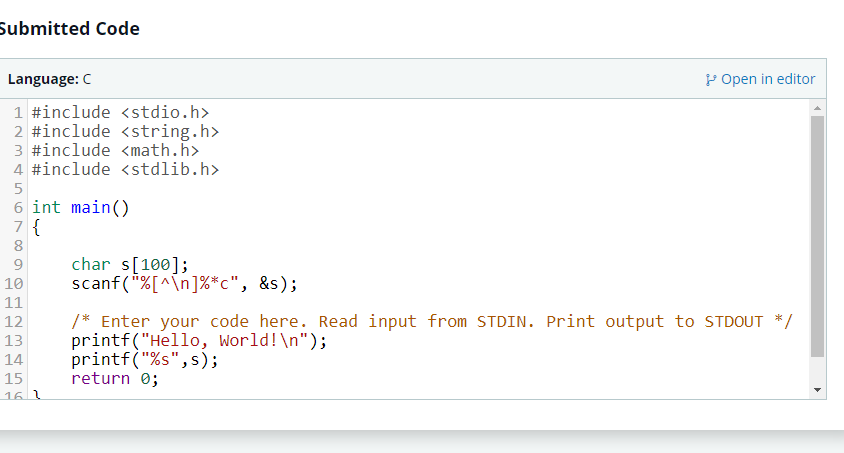 Submitted Code
Language: C
Open in editor
1 #include <stdio.h>
2 #include <string.h>
3 #include <math.h>
4 #include <stdlib.h>
5
6 int main()
7 {
8
9     char s[100];
10     scanf("%[^\n]%*c", &s);
11
12     /* Enter your code here. Read input from STDIN. Print output to STDOUT */
13     printf("Hello, World!\n");
14     printf("%s",s);
15     return 0;
16 }